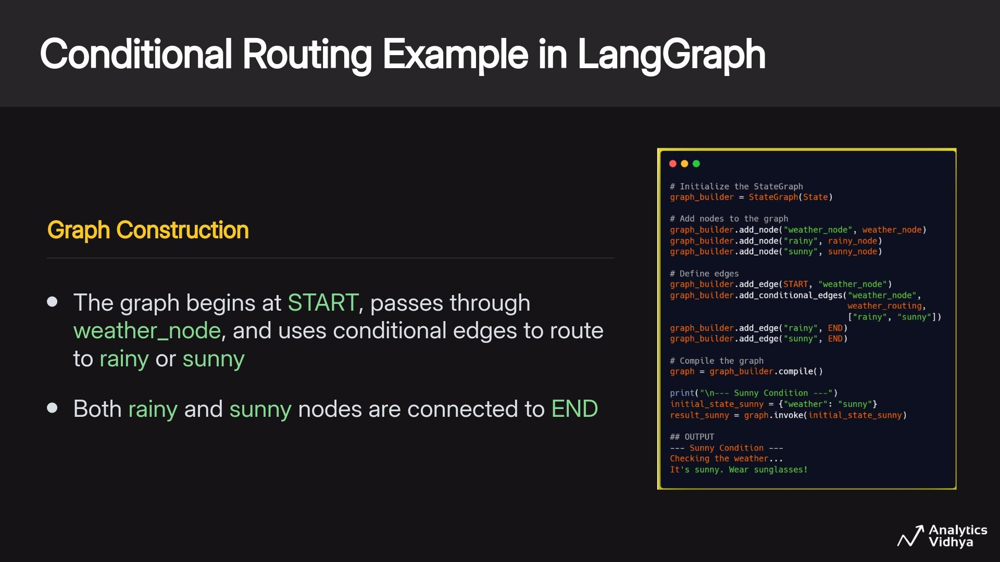 Conditional Routing Example in LangGraph
Graph Construction
The graph begins at START, passes through
weather_node, and uses conditional edges to route
to rainy or sunny
Both rainy and sunny nodes are connected to END
# Initialize the StateGraph
graph_builder = StateGraph(State)
# Add nodes to the graph
graph_builder.add_node("weather_node", weather_node)
graph_builder.add_node("rainy", rainy_node)
graph_builder.add_node("sunny", sunny_node)
# Define edges
graph_builder.add_edge(START, "weather_node")
graph_builder.add_conditional_edges("weather_node",
weather_routing,
["rainy", "sunny"])
graph_builder.add_edge("rainy", END)
graph_builder.add_edge("sunny", END)
# Compile the graph
graph = graph_builder.compile()
print("\n--- Sunny Condition ---")
initial_state_sunny = {"weather": "sunny"}
result_sunny = graph.invoke(initial_state_sunny)
## OUTPUT
--- Sunny Condition ---
Checking the weather...
It's sunny. Wear sunglasses!
Analytics
Vidhya